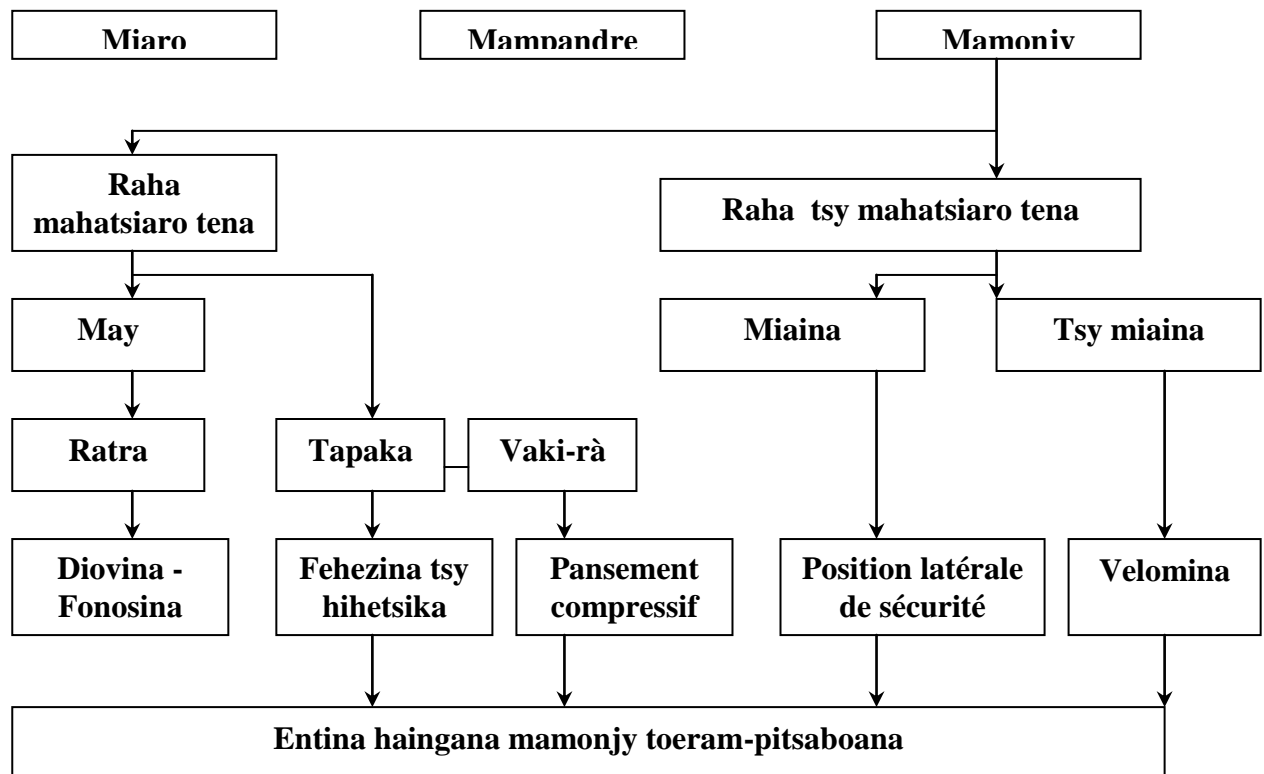 Miaro
Mampandre
Mamonjy
Raha
mahatsiaro tena
Raha tsy mahatsiaro tena
May
Miaina
Tsy miaina
Ratra
Tapaka
Vaki-rà
Diovina -
Fonosina
Fehezina tsy
hihetsika
Pansement
compressif
Position latérale
de sécurité
Velomina
Entina haingana mamonjy toeram-pitsaboana